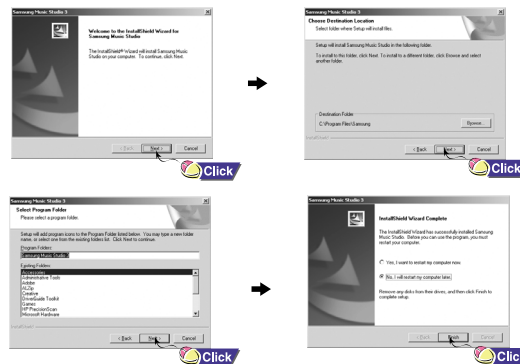 Samsung Music Studio 3
Welcome to the InstallShield Wizard for
Samsung Music Studio
The InstallShield® Wizard will install Samsung Music
Studio on your computer. To continue, click Next.
< Back
Next >
Cancel
Click
Samsung Music Studio 3
Choose Destination Location
Select folder where Setup will install files.
Setup will install Samsung Music Studio in the following folder.
To install to this folder, click Next. To install to a different folder, click Browse and select
another folder.
Destination Folder
C:\Program Files\Samsung
Browse...
InstallShield
< Back
Next >
Cancel
Click
Samsung Music Studio 3
Select Program Folder
Please select a program folder.
Setup will add program icons to the Program Folder listed below. You may type a new folder
name, or select one from the existing folders list. Click Next to continue.
Program Folders:
Samsung Music Studio 3
Existing Folders:
Accessories
Administrative Tools
Adobe
ALZip
Creative
DriverGuide Toolkit
Games
HP PrecisionScan
Microsoft Hardware
InstallShield
< Back
Next >
Cancel
Click
Samsung Music Studio 3
InstallShield Wizard Complete
The InstallShield Wizard has successfully installed Samsung
Music Studio. Before you can use the program, you must
restart your computer.
Yes, I want to restart my computer now.
No, I will restart my computer later.
Remove any disks from their drives, and then click Finish to
complete setup.
< Back
Finish
Cancel
Click